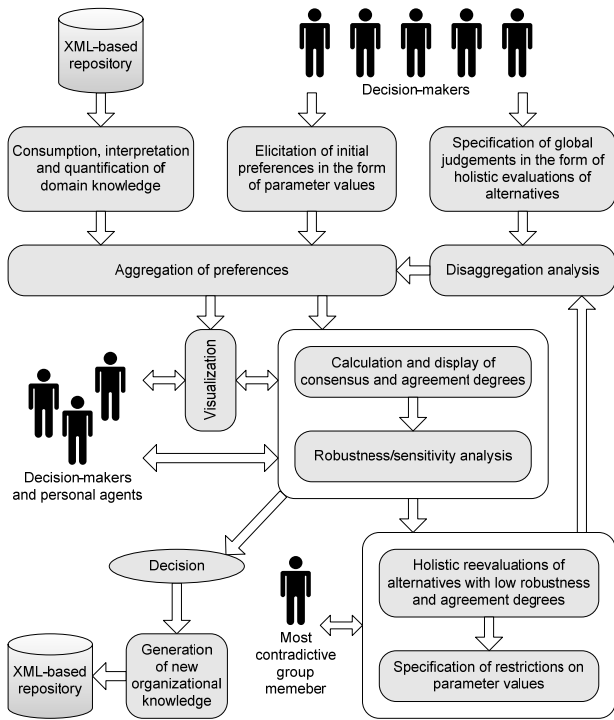 XML-based
repository
Decision-makers
Consumption, interpretation
and quantification of
domain knowledge
Elicitation of initial
preferences in the form
of parameter values
Specification of global
judgements in the form of
holistic evaluations of
alternatives
Aggregation of preferences
Disaggregation analysis
Visualization
Calculation and display of
consensus and agreement degrees
Robustness/sensitivity analysis
Decision-makers
and personal agents
Decision
Holistic reevaluations of
alternatives with low robustness
and agreement degrees
Most
contradictive
group
memeber
Specification of restrictions on
parameter values
Generation
of new
organizational
knowledge
XML-based
repository